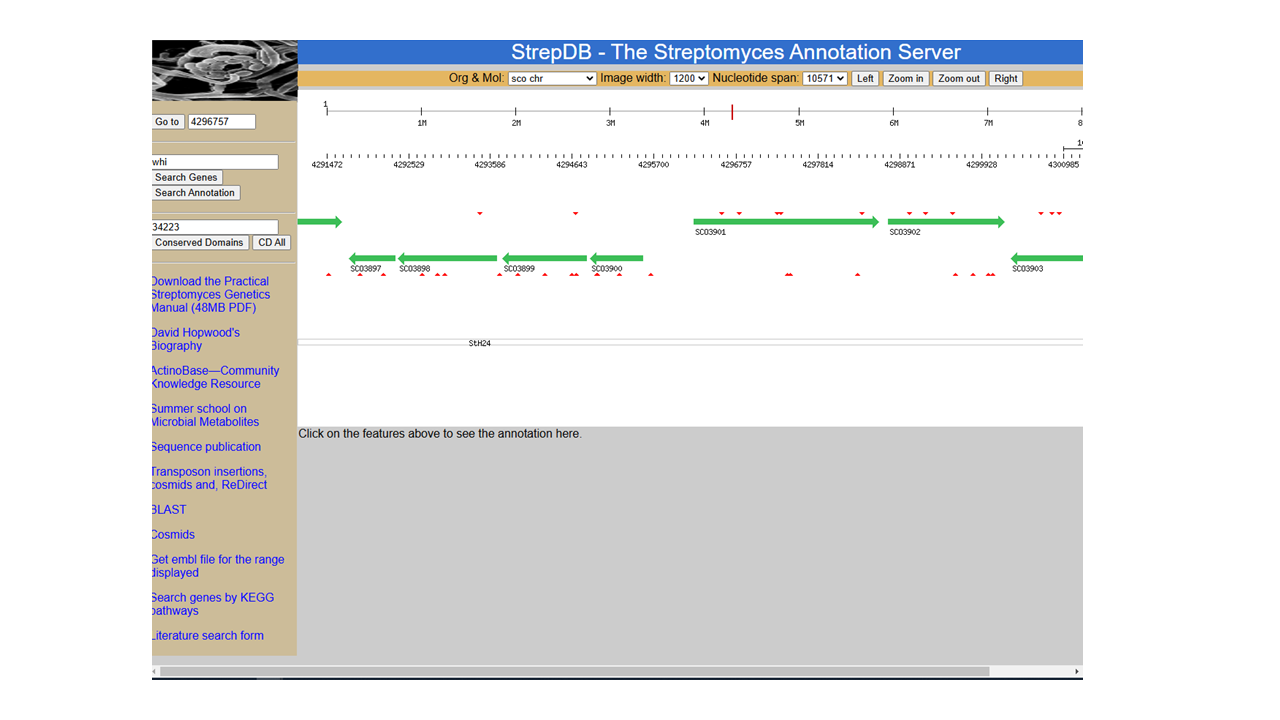 StrepDB - The Streptomyces Annotation Server
Org & Mol: sco chr Image width: 1200 Nucleotide span: 10571 Left Zoom in Zoom out Right
Go to 4296757
whi
Search Genes
Search Annotation
34223
Conserved Domains CD All
Download the Practical
Streptomyces Genetics
Manual (48MB PDF)
David Hopwood's
Biography
ActinoBase—Community
Knowledge Resource
Summer school on
Microbial Metabolites
Sequence publication
Transposon insertions,
cosmids and, ReDirect
BLAST
Cosmids
Get embl file for the range
displayed
Search genes by KEGG
pathways
Literature search form
1
1M 2M 3M 4M 5M 6M 7M 8
1
4291472 4292529 4293586 4294643 4295700 4296757 4297814 4298871 4299928 4300985
SCO3901 SCO3902
SCO3897 SCO3898 SCO3899 SCO3900 SCO3903
StH24
Click on the features above to see the annotation here.